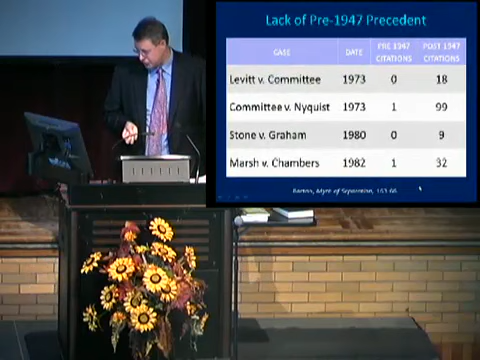 Lack of Pre-1947 Precedent
CASE DATE PRE 1947 CITATIONS POST 1947 CITATIONS
Levitt v. Committee 1973 0 18
Committee v. Nyquist 1973 1 99
Stone v. Graham 1980 0 9
Marsh v. Chambers 1982 1 32
Barton, Myth of Separation, 163-66